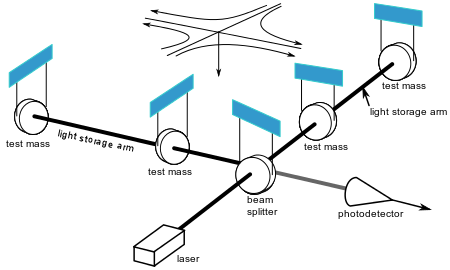 test mass
light storage arm
test mass
light storage arm
test mass
test mass
beam
splitter
photodetector
laser